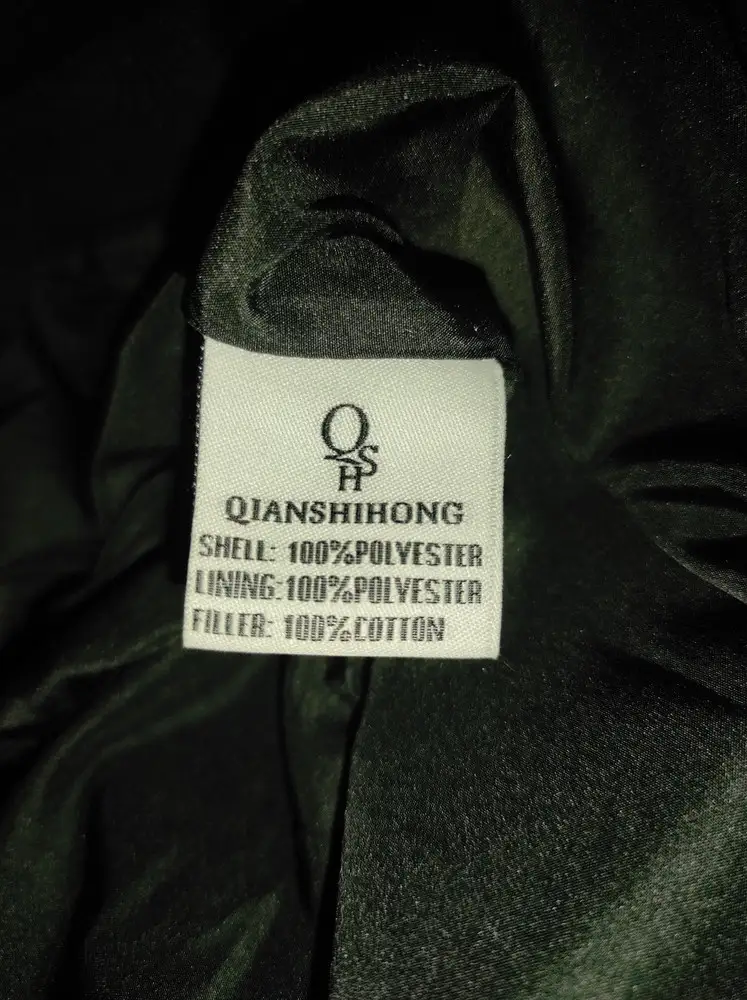 QSH
QIANSHIHONG
SHELL: 100%POLYESTER
LINING:100%POLYESTER
FILLER: 100%COTTON